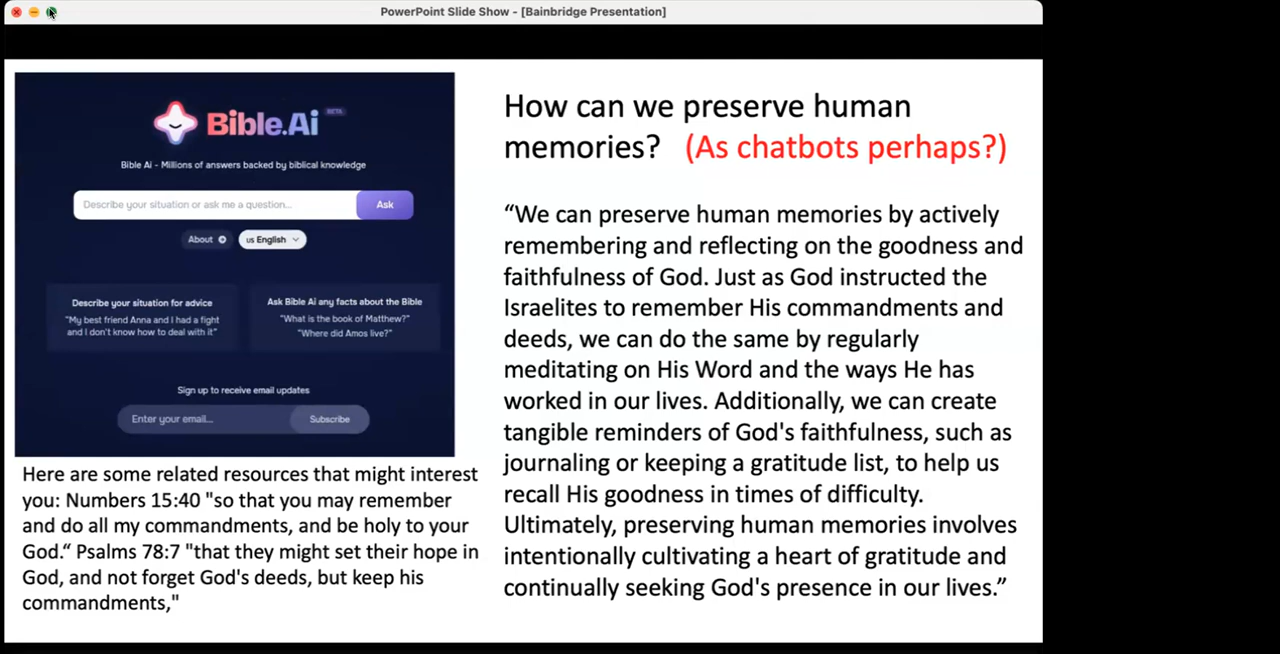 PowerPoint Slide Show - [Bainbridge Presentation]
Bible.Ai BETA
Bible Ai - Millions of answers backed by biblical knowledge
Describe your situation or ask me a question...
Ask
About
us English
Describe your situation for advice
"My best friend Anna and I had a fight
and I don't know how to deal with it"
Ask Bible Ai any facts about the Bible
"What is the book of Matthew?"
"Where did Amos live?"
Sign up to receive email updates
Enter your email...
Subscribe
Here are some related resources that might interest
you: Numbers 15:40 "so that you may remember
and do all my commandments, and be holy to your
God.“ Psalms 78:7 "that they might set their hope in
God, and not forget God's deeds, but keep his
commandments,"
How can we preserve human
memories? (As chatbots perhaps?)
“We can preserve human memories by actively
remembering and reflecting on the goodness and
faithfulness of God. Just as God instructed the
Israelites to remember His commandments and
deeds, we can do the same by regularly
meditating on His Word and the ways He has
worked in our lives. Additionally, we can create
tangible reminders of God's faithfulness, such as
journaling or keeping a gratitude list, to help us
recall His goodness in times of difficulty.
Ultimately, preserving human memories involves
intentionally cultivating a heart of gratitude and
continually seeking God's presence in our lives.”